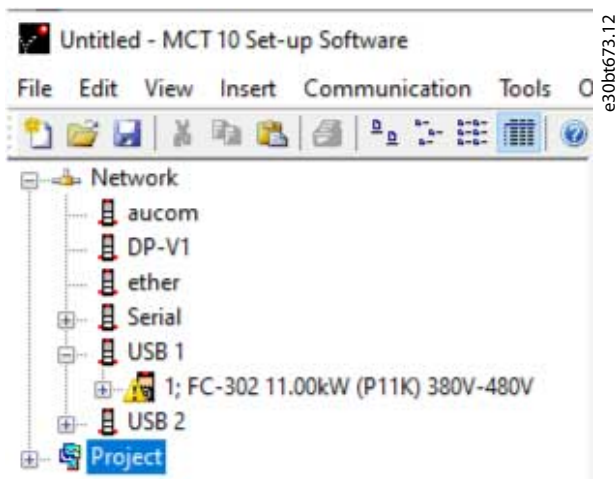 Untitled - MCT 10 Set-up Software
File Edit View Insert Communication Tools O
Network
aucom
DP-V1
ether
Serial
USB 1
1; FC-302 11.00kW (P11K) 380V-480V
USB 2
Project
e30bt673.12